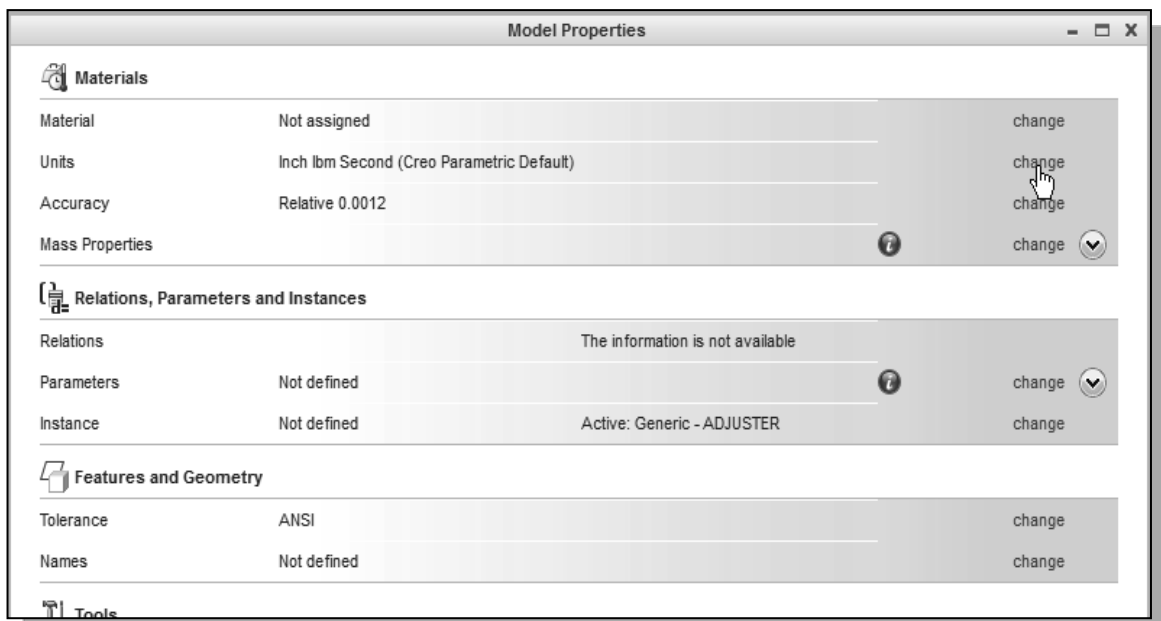 Model Properties
Materials
Material Not assigned change
Units Inch lbm Second (Creo Parametric Default) change
Accuracy Relative 0.0012 change
Mass Properties change
Relations, Parameters and Instances
Relations The information is not available
Parameters Not defined change
Instance Not defined Active: Generic - ADJUSTER change
Features and Geometry
Tolerance ANSI change
Names Not defined change
Tools